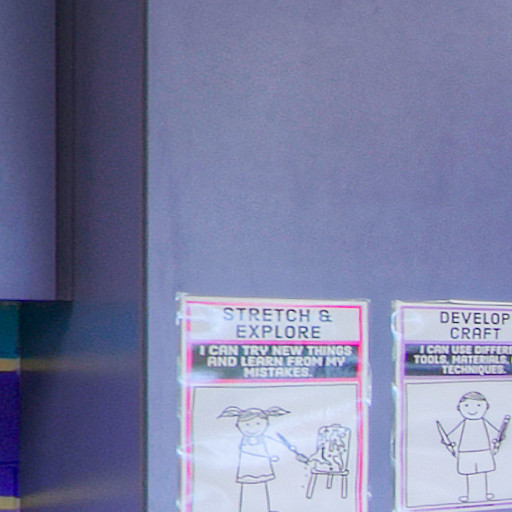 STRETCH &
EXPLORE
I CAN TRY NEW THINGS
AND LEARN FROM MY
MISTAKES.
DEVELOP
CRAFT
I CAN USE
TOOLS, MATERIALS,
TECHNIQUES.